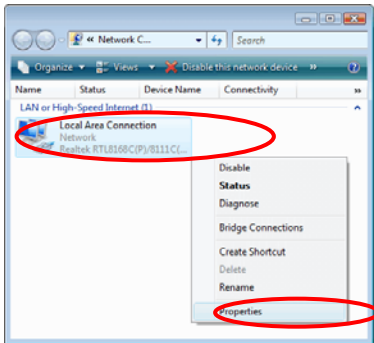 « Network C...
Search
Organize Views Disable this network device »
Name Status Device Name Connectivity »
LAN or High-Speed Internet (1)
Local Area Connection
Network
Realtek RTL8168C(P)/8111C(...
Disable
Status
Diagnose
Bridge Connections
Create Shortcut
Delete
Rename
Properties